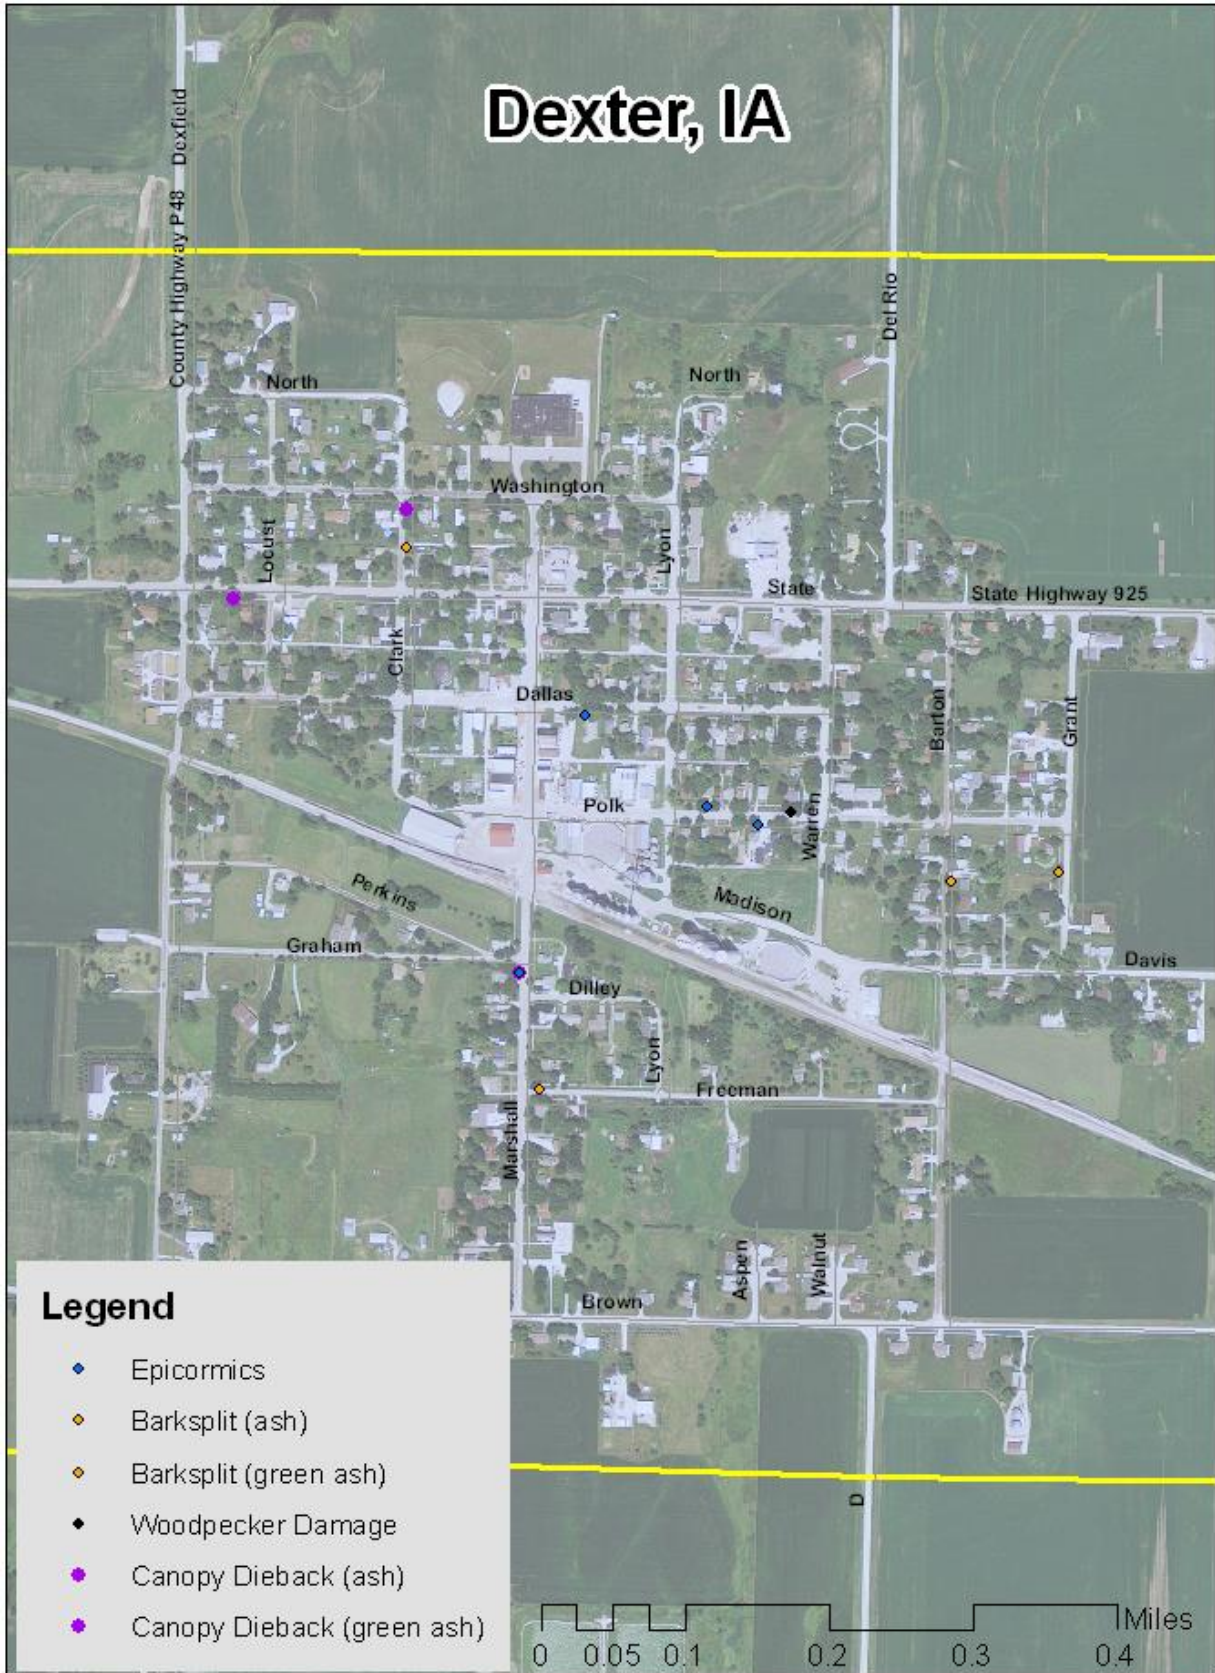 Dexter, IA
County Highway P48 Dexfield
Del Rio
North
North
Washington
Locust
Lyon
State
State Highway 925
Clark
Dallas
Barton
Grant
Polk
Warren
Perkins
Madison
Graham
Davis
Dilley
Lyon
Freeman
Marshall
Aspen
Walnut
Brown
D
Legend
Epicormics
Barksplit (ash)
Barksplit (green ash)
Woodpecker Damage
Canopy Dieback (ash)
Canopy Dieback (green ash)
Miles
0 0.05 0.1 0.2 0.3 0.4